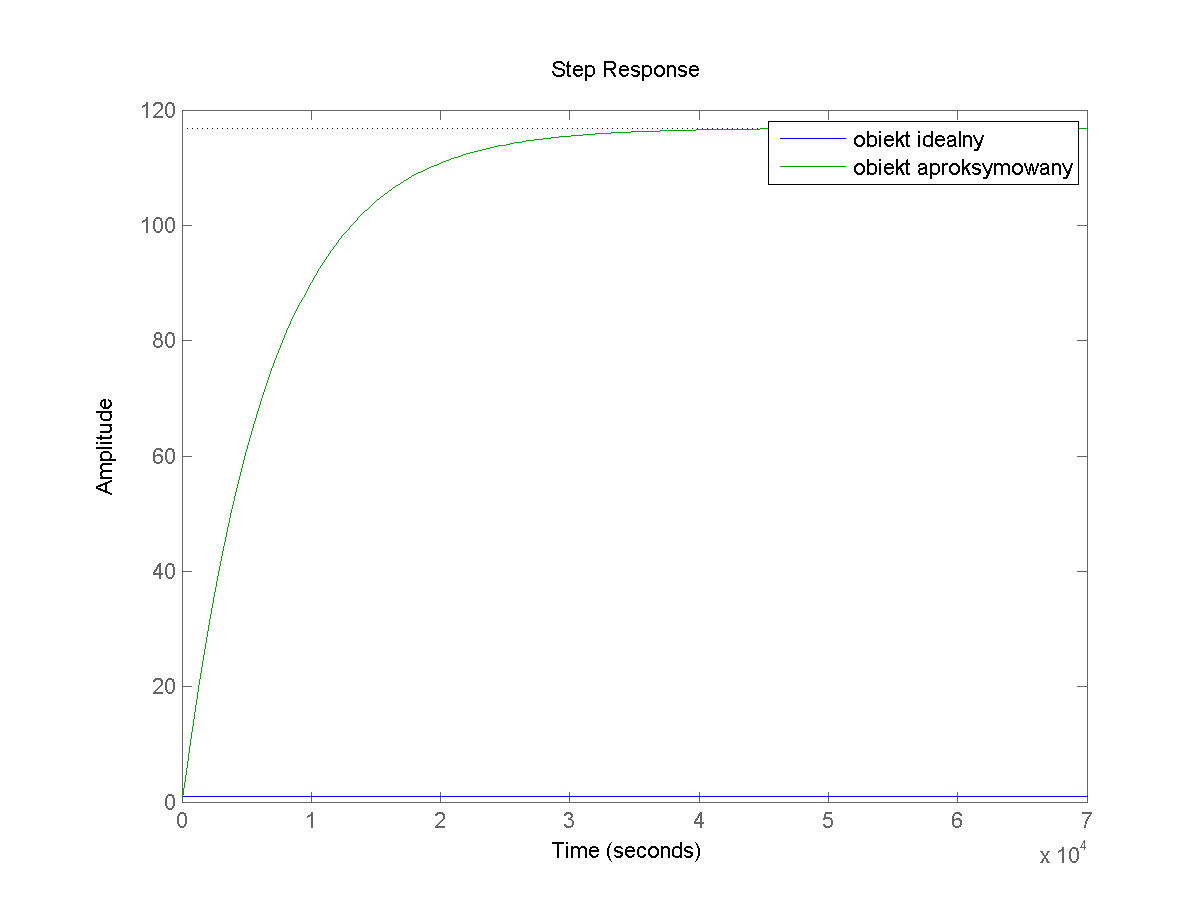 Step Response
120
100
80
60
40
20
0
Amplitude
obiekt idealny
obiekt aproksymowany
0 1 2 3 4 5 6 7
x 10^4
Time (seconds)